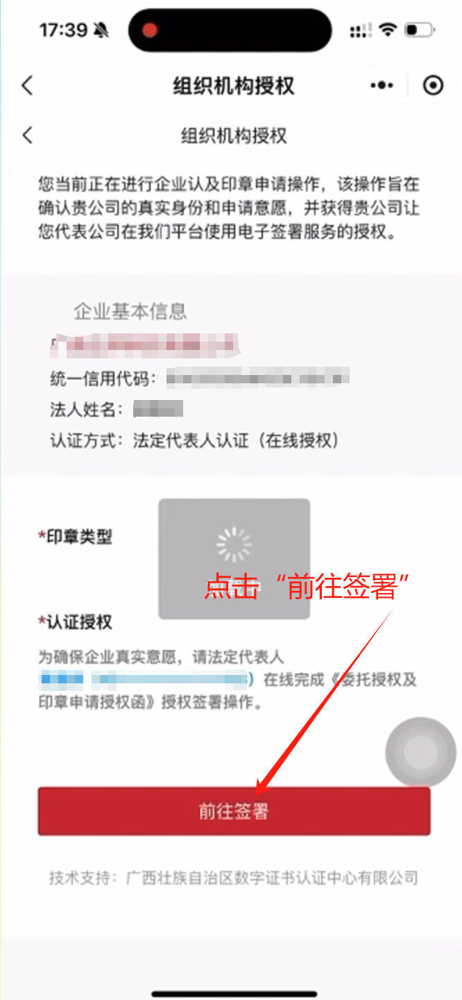 17:39
组织机构授权
组织机构授权
您当前正在进行企业认及印章申请操作，该操作旨在
确认贵公司的真实身份和申请意愿，并获得贵公司让
您代表公司在我们平台使用电子签署服务的授权。
企业基本信息
统一信用代码：
法人姓名：
认证方式：法定代表人认证（在线授权）
*印章类型
点击“前往签署”
*认证授权
为确保企业真实意愿，请法定代表人
）在线完成《委托授权及
印章申请授权函》授权签署操作。
前往签署
技术支持：广西壮族自治区数字证书认证中心有限公司